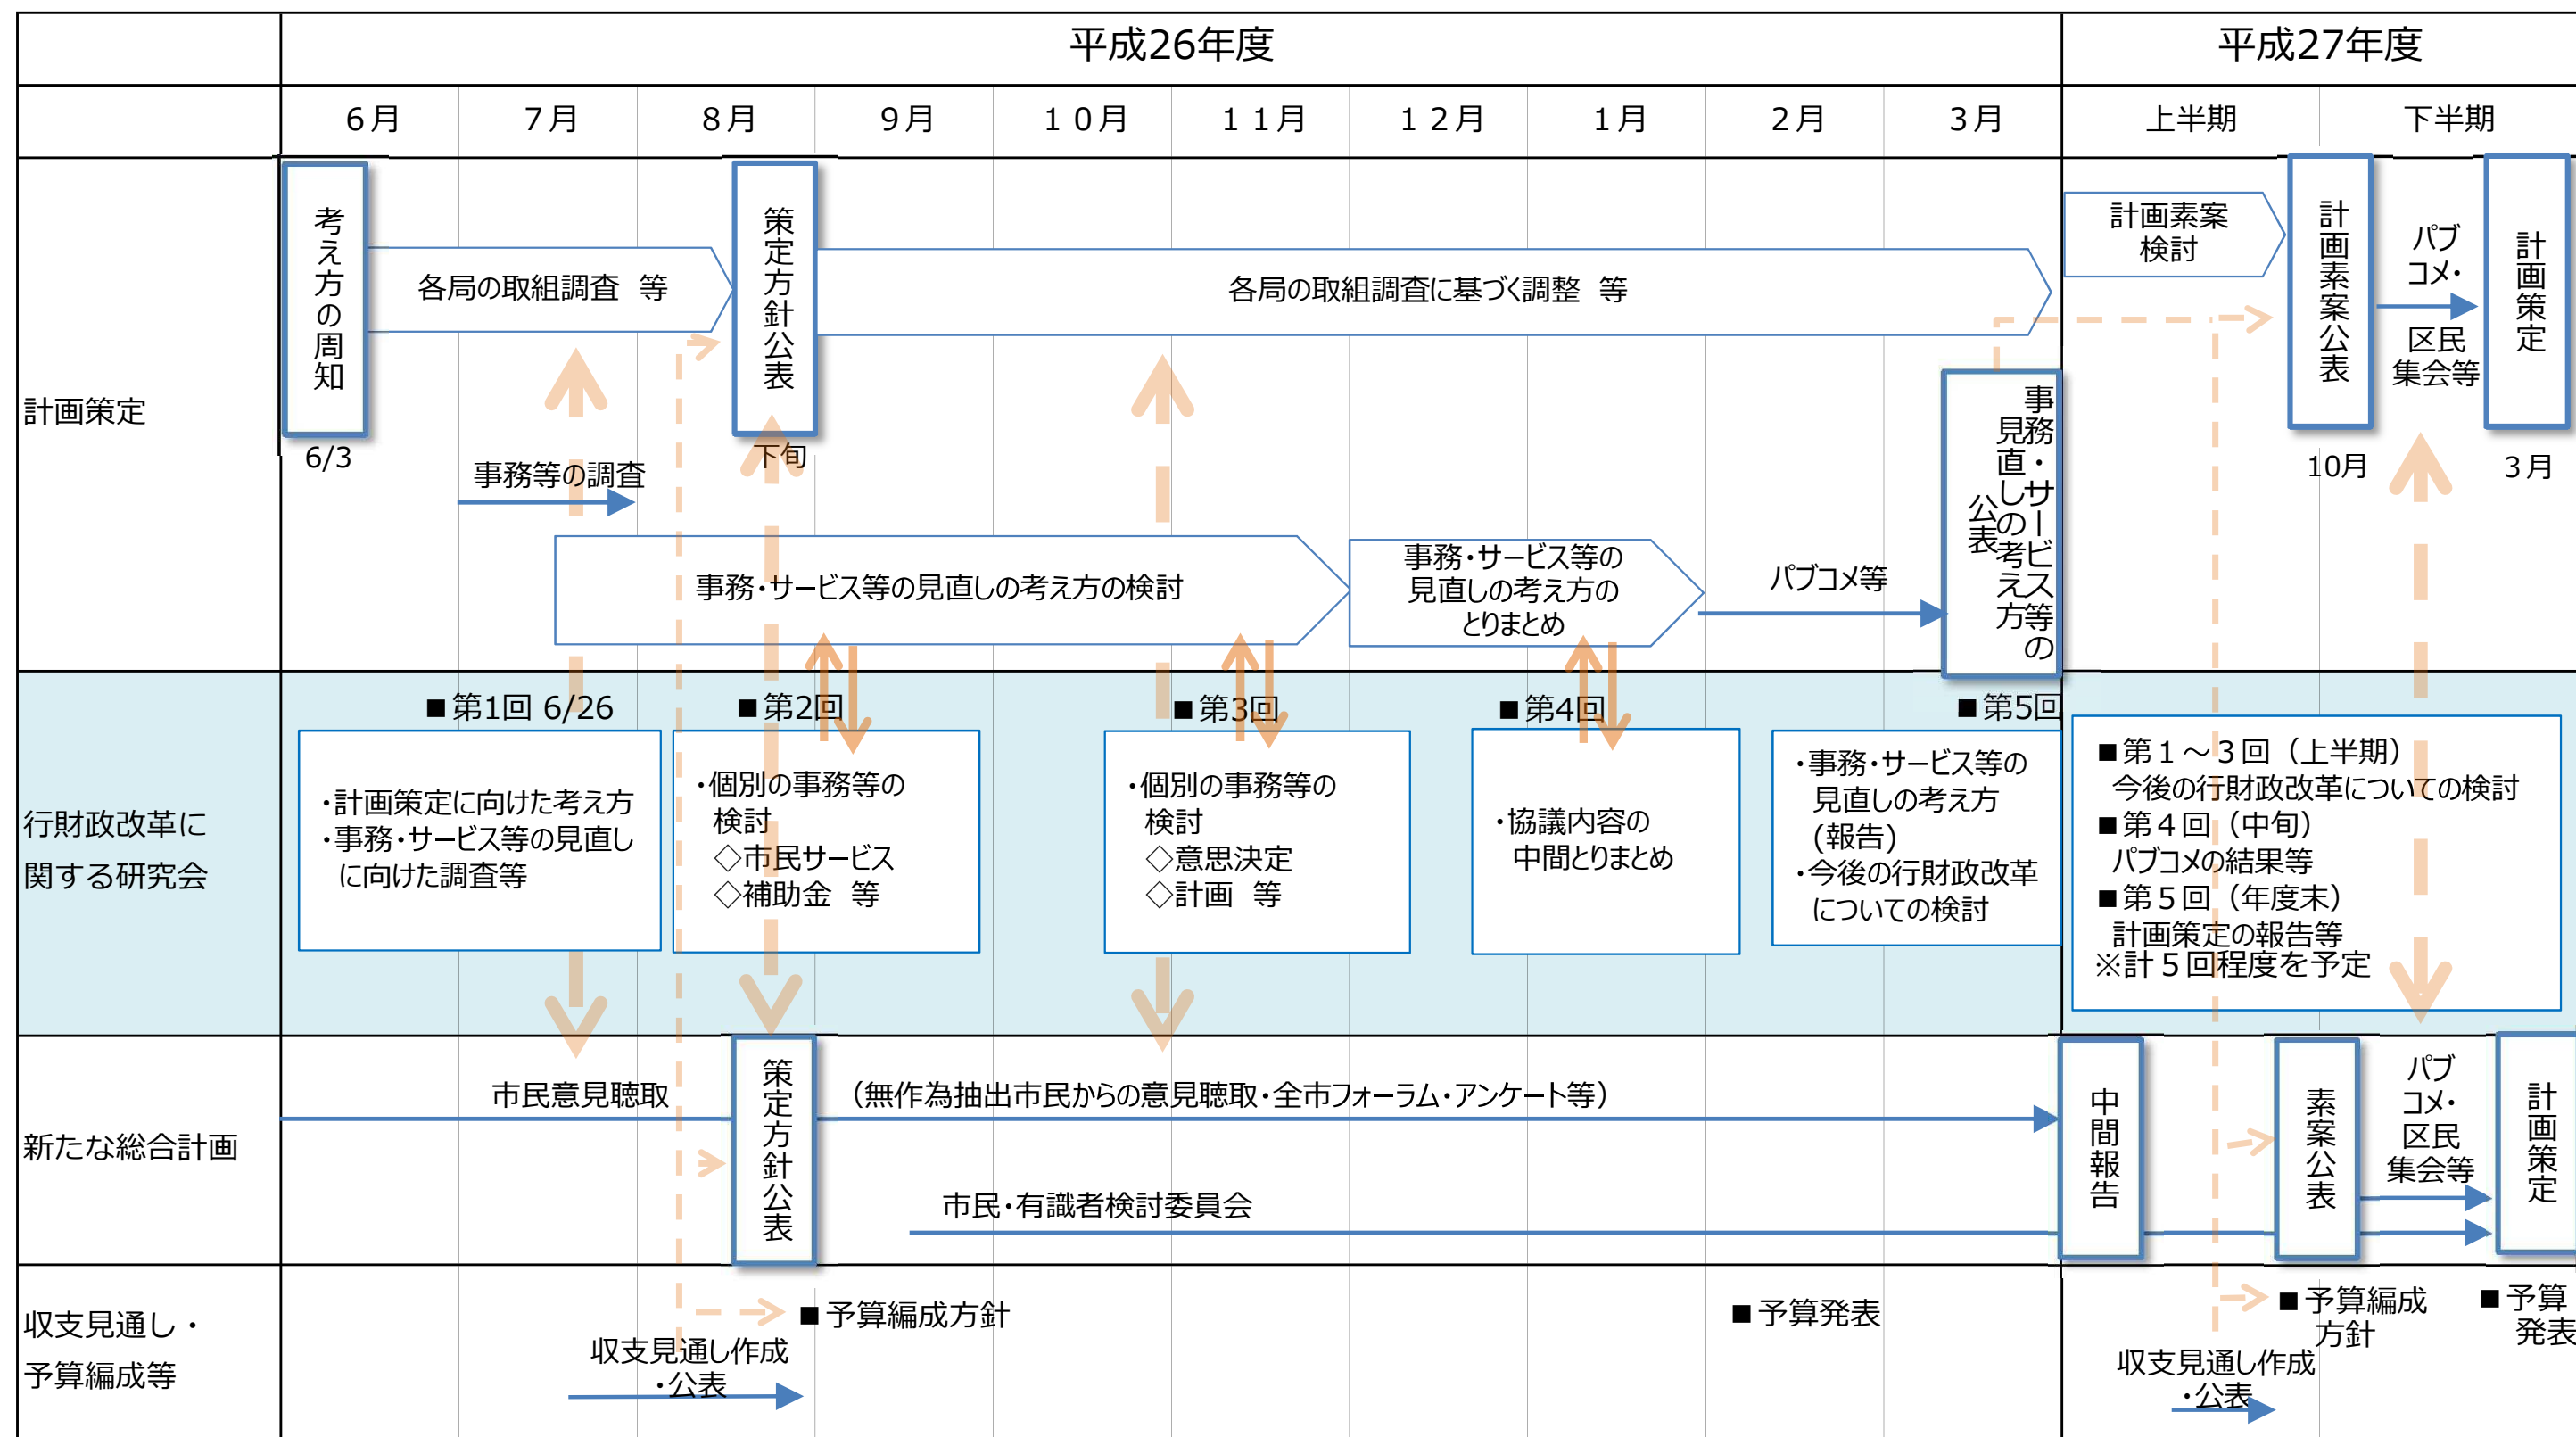 平成26年度
平成27年度
6月
7月
8月
9月
10月
11月
12月
1月
2月
3月
上半期
下半期
計画策定
考え方の周知
6/3
各局の取組調査 等
策定方針公表
下旬
各局の取組調査に基づく調整 等
計画素案
検討
計画素案公表
10月
パブ
コメ・
区民
集会等
計画策定
3月
事務等の調査
事務・サービス等の見直しの考え方の検討
事務・サービス等の
見直しの考え方の
とりまとめ
パブコメ等
事務・サービス等の
見直しの考え方
公表
行財政改革に
関する研究会
■第1回 6/26
・計画策定に向けた考え方
・事務・サービス等の見直し
に向けた調査等
■第2回
・個別の事務等の
検討
◇市民サービス
◇補助金 等
■第3回
・個別の事務等の
検討
◇意思決定
◇計画 等
■第4回
・協議内容の
中間とりまとめ
■第5回
・事務・サービス等の
見直しの考え方
(報告)
・今後の行財政改革
についての検討
■第1～3回（上半期）
今後の行財政改革についての検討
■第4回（中旬）
パブコメの結果等
■第5回（年度末）
計画策定の報告等
※計5回程度を予定
新たな総合計画
市民意見聴取
策定方針公表
（無作為抽出市民からの意見聴取・全市フォーラム・アンケート等）
市民・有識者検討委員会
中間報告
素案公表
パブ
コメ・
区民
集会等
計画策定
収支見通し・
予算編成等
■予算編成方針
収支見通し作成
・公表
■予算発表
■予算編成
方針
収支見通し作成
・公表
■予算
発表